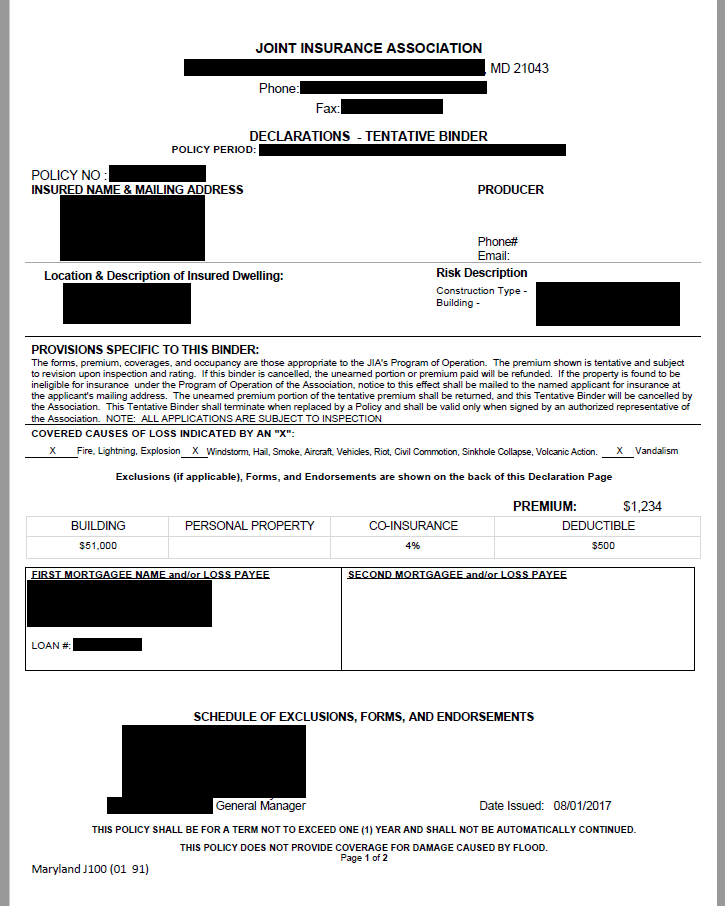 JOINT INSURANCE ASSOCIATION
, MD 21043
Phone:
Fax:
DECLARATIONS - TENTATIVE BINDER
POLICY PERIOD:
POLICY NO :
INSURED NAME & MAILING ADDRESS PRODUCER
Phone#
Email:
Location & Description of Insured Dwelling: Risk Description
Construction Type -
Building -
PROVISIONS SPECIFIC TO THIS BINDER:
The forms, premium, coverages, and occupancy are those appropriate to the JIA's Program of Operation. The premium shown is tentative and subject
to revision upon inspection and rating. If this binder is cancelled, the unearned portion or premium paid will be refunded. If the property is found to be
ineligible for insurance under the Program of Operation of the Association, notice to this effect shall be mailed to the named applicant for insurance at
the applicant's mailing address. The unearned premium portion of the tentative premium shall be returned, and this Tentative Binder will be cancelled by
the Association. This Tentative Binder shall terminate when replaced by a Policy and shall be valid only when signed by an authorized representative of
the Association. NOTE: ALL APPLICATIONS ARE SUBJECT TO INSPECTION
COVERED CAUSES OF LOSS INDICATED BY AN "X":
X Fire, Lightning, Explosion X Windstorm, Hail, Smoke, Aircraft, Vehicles, Riot, Civil Commotion, Sinkhole Collapse, Volcanic Action. X Vandalism
Exclusions (if applicable), Forms, and Endorsements are shown on the back of this Declaration Page
PREMIUM: $1,234
BUILDING PERSONAL PROPERTY CO-INSURANCE DEDUCTIBLE
$51,000 4% $500
FIRST MORTGAGEE NAME and/or LOSS PAYEE SECOND MORTGAGEE and/or LOSS PAYEE
LOAN #:
SCHEDULE OF EXCLUSIONS, FORMS, AND ENDORSEMENTS
General Manager Date Issued: 08/01/2017
THIS POLICY SHALL BE FOR A TERM NOT TO EXCEED ONE (1) YEAR AND SHALL NOT BE AUTOMATICALLY CONTINUED.
THIS POLICY DOES NOT PROVIDE COVERAGE FOR DAMAGE CAUSED BY FLOOD.
Page 1 of 2
Maryland J100 (01 91)